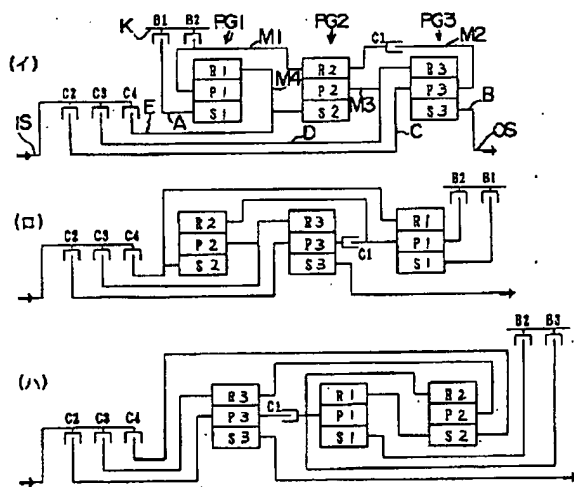 K B1 B2 PG1 PG2 PG3
M1 C1 M2
(イ) R1 R2 R3
M4
P1 P2 P3
M3 B
S1 S2 S3
C2 C3 C4
IS E A D C OS
B2 B1
(ロ) R2 R3 R1
C2 C3 C4 P2 P3 P1
C1
S2 S3 S1
B2 B3
(ハ) R3 C1 R1 R2
C2 C3 C4 P3 P1 P2
S3 S1 S2